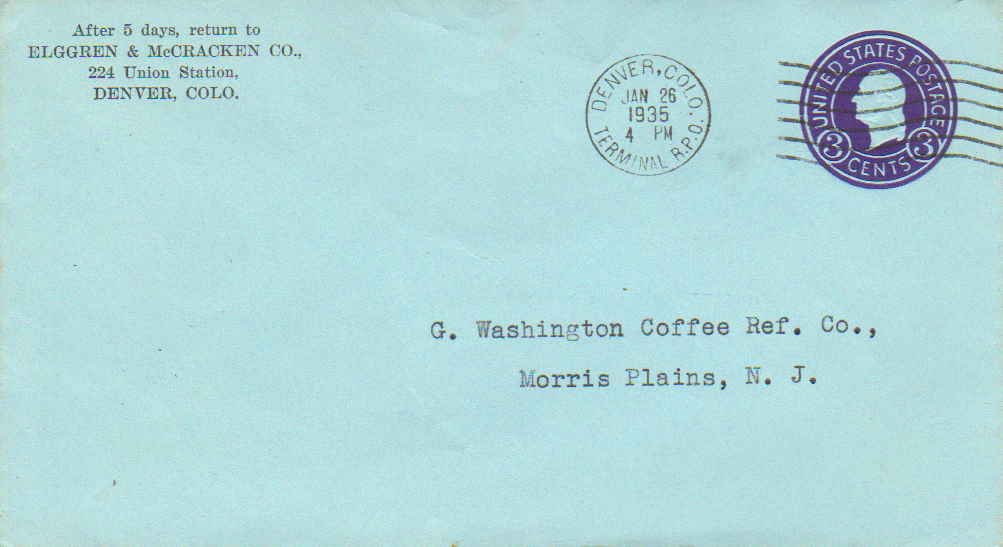 After 5 days, return to
ELGGREN & McCRACKEN CO.,
224 Union Station,
DENVER, COLO.
DENVER, COLO.
JAN 26
1935
4 PM
TERMINAL R.P.O.
UNITED STATES POSTAGE
3 CENTS 3
G. Washington Coffee Ref. Co.,
Morris Plains, N. J.